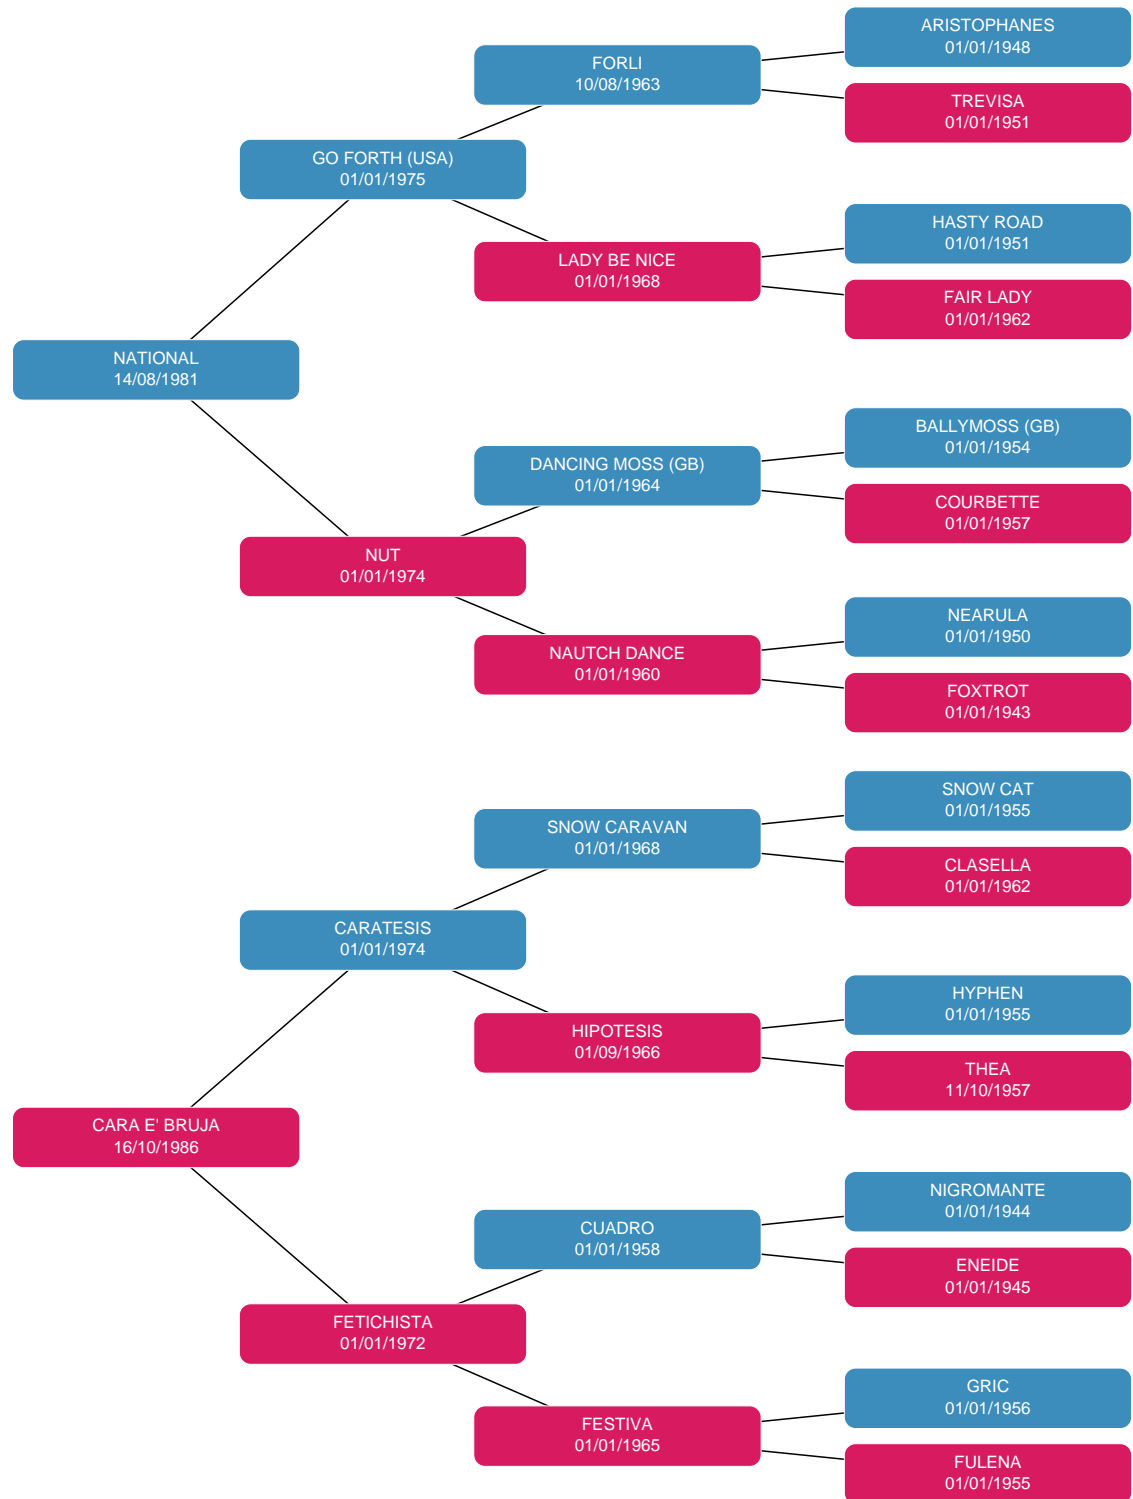 ARISTOPHANES
01/01/1948
FORLI
10/08/1963
TREVISA
01/01/1951
GO FORTH (USA)
01/01/1975
HASTY ROAD
01/01/1951
LADY BE NICE
01/01/1968
FAIR LADY
01/01/1962
NATIONAL
14/08/1981
BALLYMOSS (GB)
01/01/1954
DANCING MOSS (GB)
01/01/1964
COURBETTE
01/01/1957
NUT
01/01/1974
NEARULA
01/01/1950
NAUTCH DANCE
01/01/1960
FOXTROT
01/01/1943
SNOW CAT
01/01/1955
SNOW CARAVAN
01/01/1968
CLASELLA
01/01/1962
CARATESIS
01/01/1974
HYPHEN
01/01/1955
HIPOTESIS
01/09/1966
THEA
11/10/1957
CARA E' BRUJA
16/10/1986
NIGROMANTE
01/01/1944
CUADRO
01/01/1958
ENEIDE
01/01/1945
FETICHISTA
01/01/1972
GRIC
01/01/1956
FESTIVA
01/01/1965
FULENA
01/01/1955